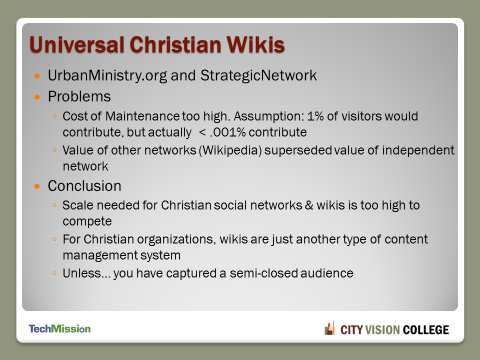 Universal Christian Wikis
• UrbanMinistry.org and StrategicNetwork
• Problems
◦ Cost of Maintenance too high. Assumption: 1% of visitors would
contribute, but actually < .001% contribute
◦ Value of other networks (Wikipedia) superseded value of independent
network
• Conclusion
◦ Scale needed for Christian social networks & wikis is too high to
compete
◦ For Christian organizations, wikis are just another type of content
management system
◦ Unless... you have captured a semi-closed audience
TechMission
CITY VISION COLLEGE